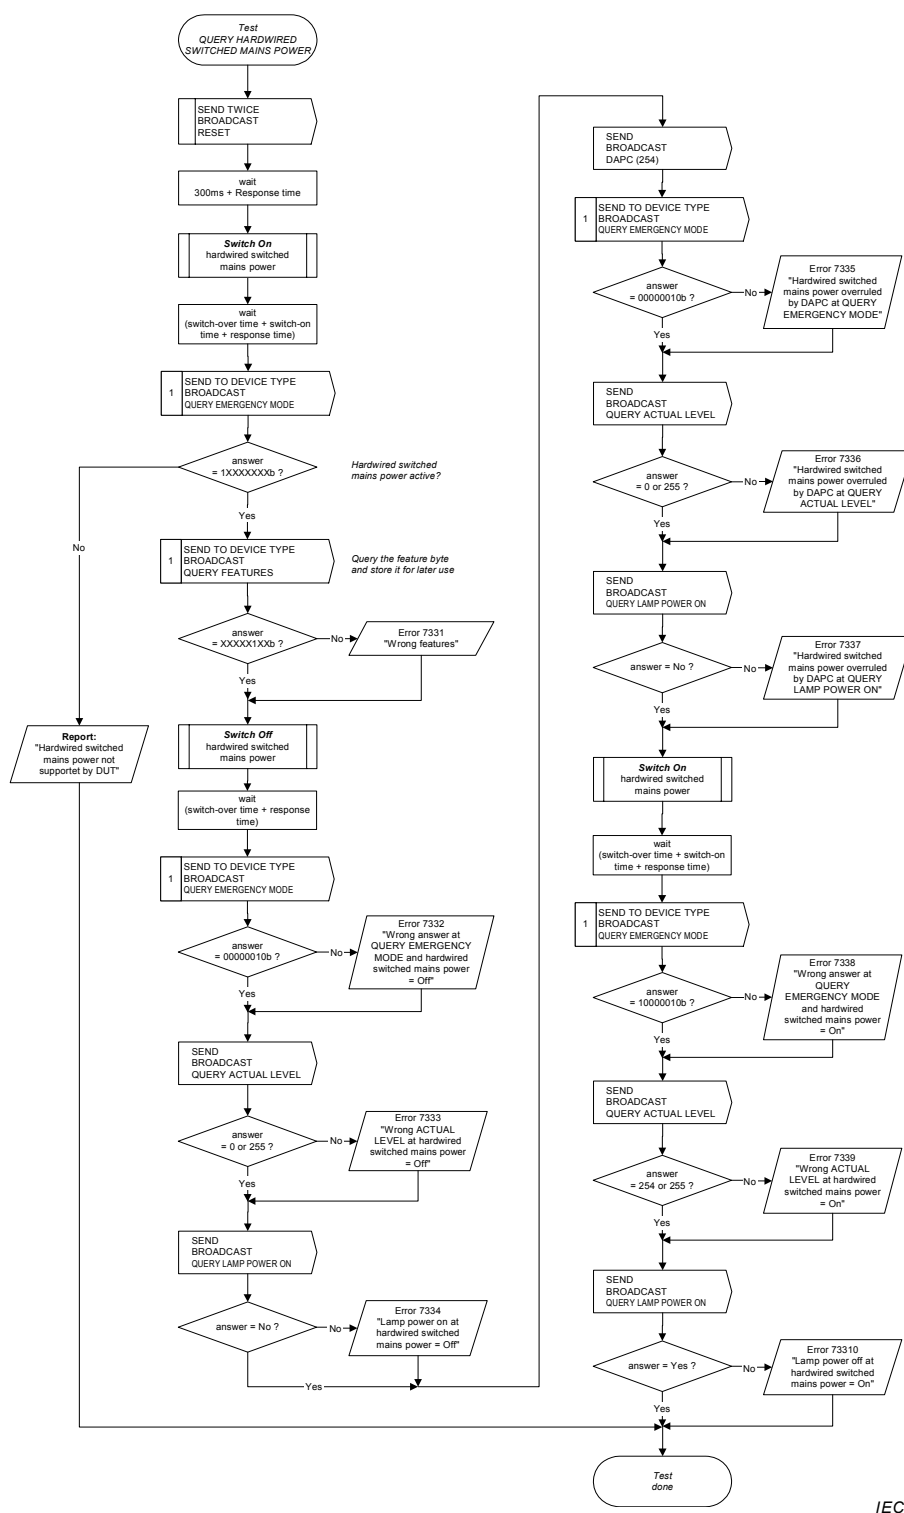 Test
QUERY HARDWIRED
SWITCHED MAINS POWER
SEND TWICE
BROADCAST
RESET
wait
300ms + Response time
Switch On
hardwired switched
mains power
wait
(switch-over time + switch-on
time + response time)
1
SEND TO DEVICE TYPE
BROADCAST
QUERY EMERGENCY MODE
answer
= 1XXXXXXXb ?
Hardwired switched
mains power active?
No
Yes
1
SEND TO DEVICE TYPE
BROADCAST
QUERY FEATURES
Query the feature byte
and store it for later use
answer
= XXXXX1XXb ?
No
Error 7331
"Wrong features"
Yes
Report:
"Hardwired switched
mains power not
supportet by DUT"
Switch Off
hardwired switched
mains power
wait
(switch-over time + response
time)
1
SEND TO DEVICE TYPE
BROADCAST
QUERY EMERGENCY MODE
answer
= 00000010b ?
No
Error 7332
"Wrong answer at
QUERY EMERGENCY
MODE and hardwired
switched mains power
= Off"
Yes
SEND
BROADCAST
QUERY ACTUAL LEVEL
answer
= 0 or 255 ?
No
Error 7333
"Wrong ACTUAL
LEVEL at hardwired
switched mains power
= Off"
Yes
SEND
BROADCAST
QUERY LAMP POWER ON
answer = No ?
No
Error 7334
"Lamp power on at
hardwired switched
mains power = Off"
Yes
SEND
BROADCAST
DAPC (254)
1
SEND TO DEVICE TYPE
BROADCAST
QUERY EMERGENCY MODE
answer
= 00000010b ?
No
Error 7335
"Hardwired switched
mains power overruled
by DAPC at QUERY
EMERGENCY MODE"
Yes
SEND
BROADCAST
QUERY ACTUAL LEVEL
answer
= 0 or 255 ?
No
Error 7336
"Hardwired switched
mains power overruled
by DAPC at QUERY
ACTUAL LEVEL"
Yes
SEND
BROADCAST
QUERY LAMP POWER ON
answer = No ?
No
Error 7337
"Hardwired switched
mains power overruled
by DAPC at QUERY
LAMP POWER ON"
Yes
Switch On
hardwired switched
mains power
wait
(switch-over time + switch-on
time + response time)
1
SEND TO DEVICE TYPE
BROADCAST
QUERY EMERGENCY MODE
answer
= 10000010b ?
No
Error 7338
"Wrong answer at
QUERY
EMERGENCY MODE
and hardwired
switched mains power
= On"
Yes
SEND
BROADCAST
QUERY ACTUAL LEVEL
answer
= 254 or 255 ?
No
Error 7339
"Wrong ACTUAL
LEVEL at hardwired
switched mains power
= On"
Yes
SEND
BROADCAST
QUERY LAMP POWER ON
answer = Yes ?
No
Error 73310
"Lamp power off at
hardwired switched
mains power = On"
Yes
Test
done
IEC